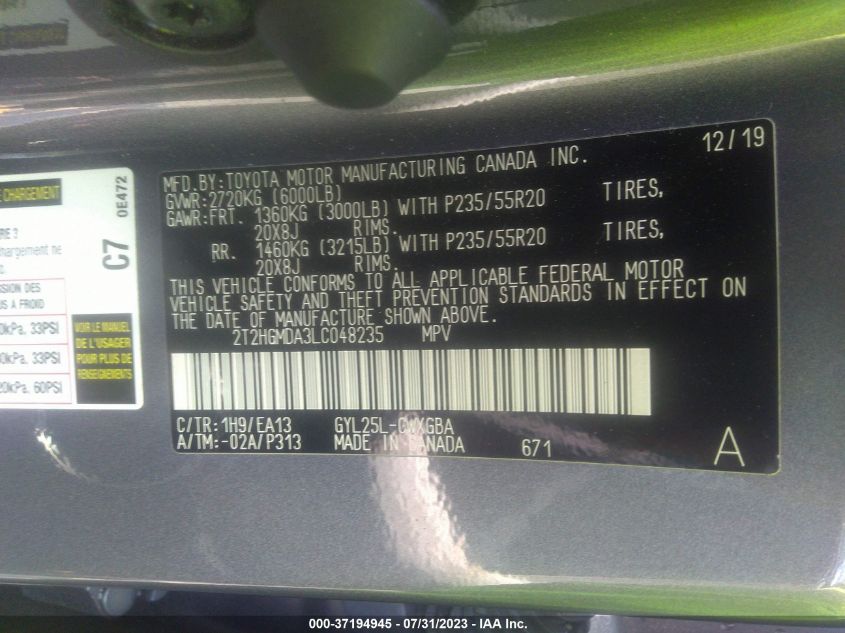 MFD.BY:TOYOTA MOTOR MANUFACTURING CANADA INC. 12/19
GVWR:2720KG (6000LB)
GAWR:FRT. 1360KG (3000LB) WITH P235/55R20 TIRES,
20X8J RIMS.
RR. 1460KG (3215LB) WITH P235/55R20 TIRES,
20X8J RIMS.
THIS VEHICLE CONFORMS TO ALL APPLICABLE FEDERAL MOTOR
VEHICLE SAFETY AND THEFT PREVENTION STANDARDS IN EFFECT ON
THE DATE OF MANUFACTURE SHOWN ABOVE.
2T2HGMDA3LC048235 MPV
C/TR:1H9/EA13 GYL25L-CWXGBA
A/TM:-02A/P313 MADE IN CANADA 671 A
CHARGEMENT
C7 0E472
chargement ne
A FROID
33PSI
33PSI
kPa, 60PSI
VOIR LE MANUEL
DE L'USAGER
POUR PLUS DE
RENSEIGNEMENTS
000-37194945 - 07/31/2023 - IAA Inc.